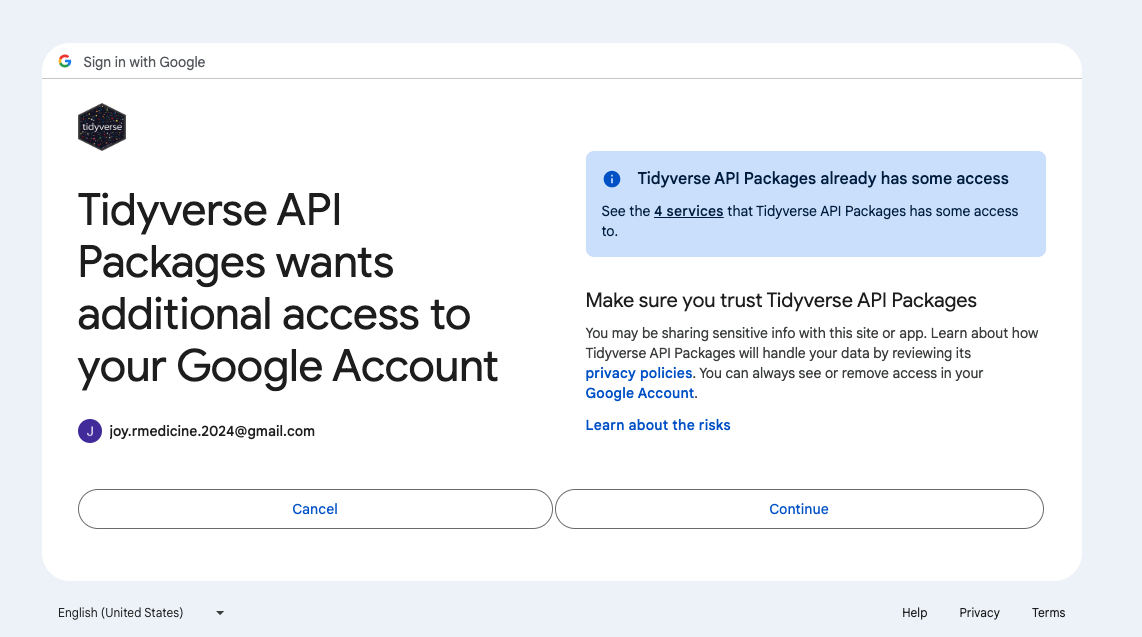 Sign in with Google
tidyverse
Tidyverse API
Packages wants
additional access to
your Google Account
J joy.rmedicine.2024@gmail.com
Tidyverse API Packages already has some access
See the 4 services that Tidyverse API Packages has some access
to.
Make sure you trust Tidyverse API Packages
You may be sharing sensitive info with this site or app. Learn about how
Tidyverse API Packages will handle your data by reviewing its
privacy policies. You can always see or remove access in your
Google Account.
Learn about the risks
Cancel
Continue
English (United States)
Help
Privacy
Terms